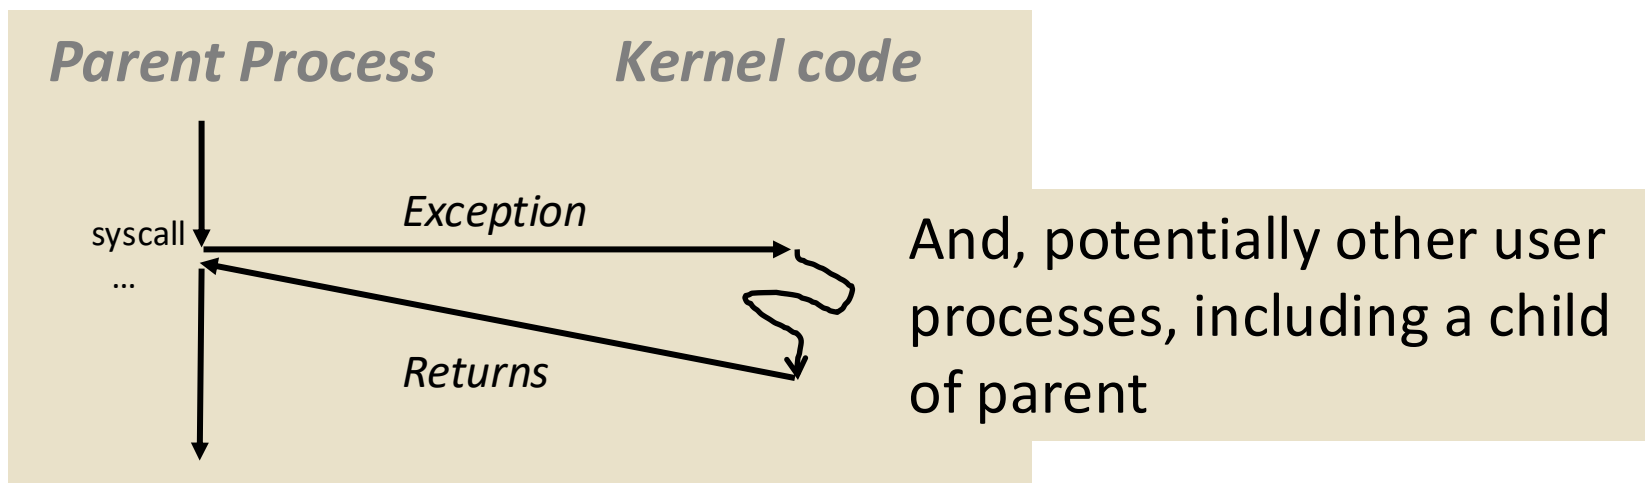 Parent Process Kernel code
Exception
syscall
...
Returns
And, potentially other user
processes, including a child
of parent